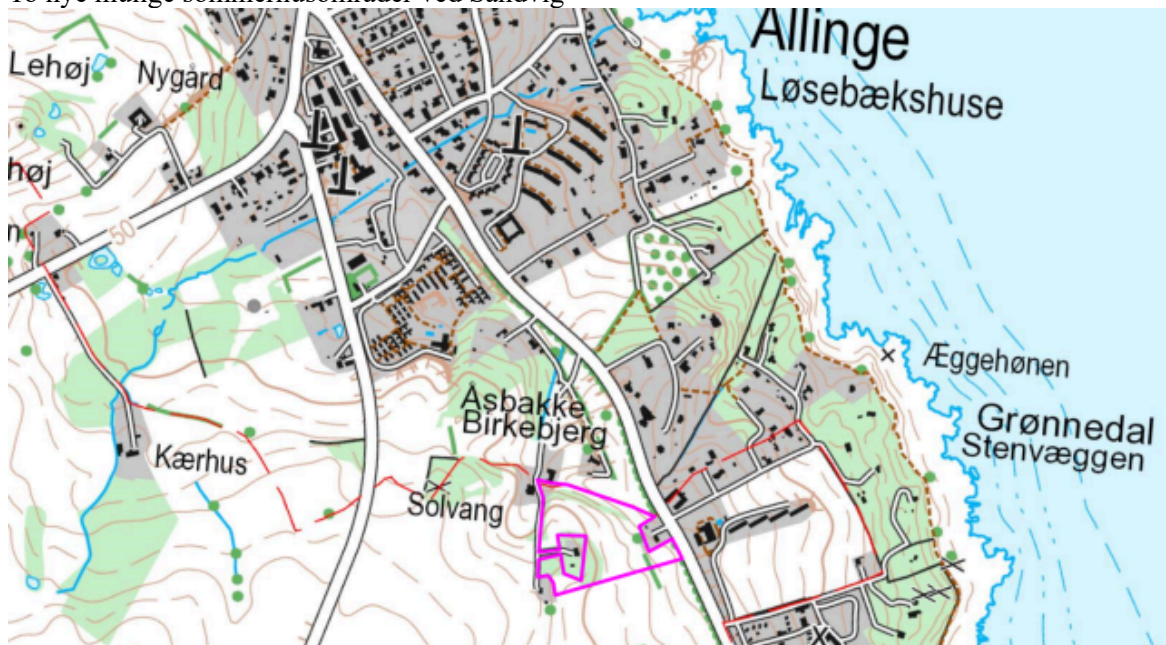 Allinge
Løsebækshuse
Lehøj
Nygård
høj
50
Æggehønen
Åsbakke
Birkebjerg
Grønnedal
Stenvæggen
Kærhus
Solvang